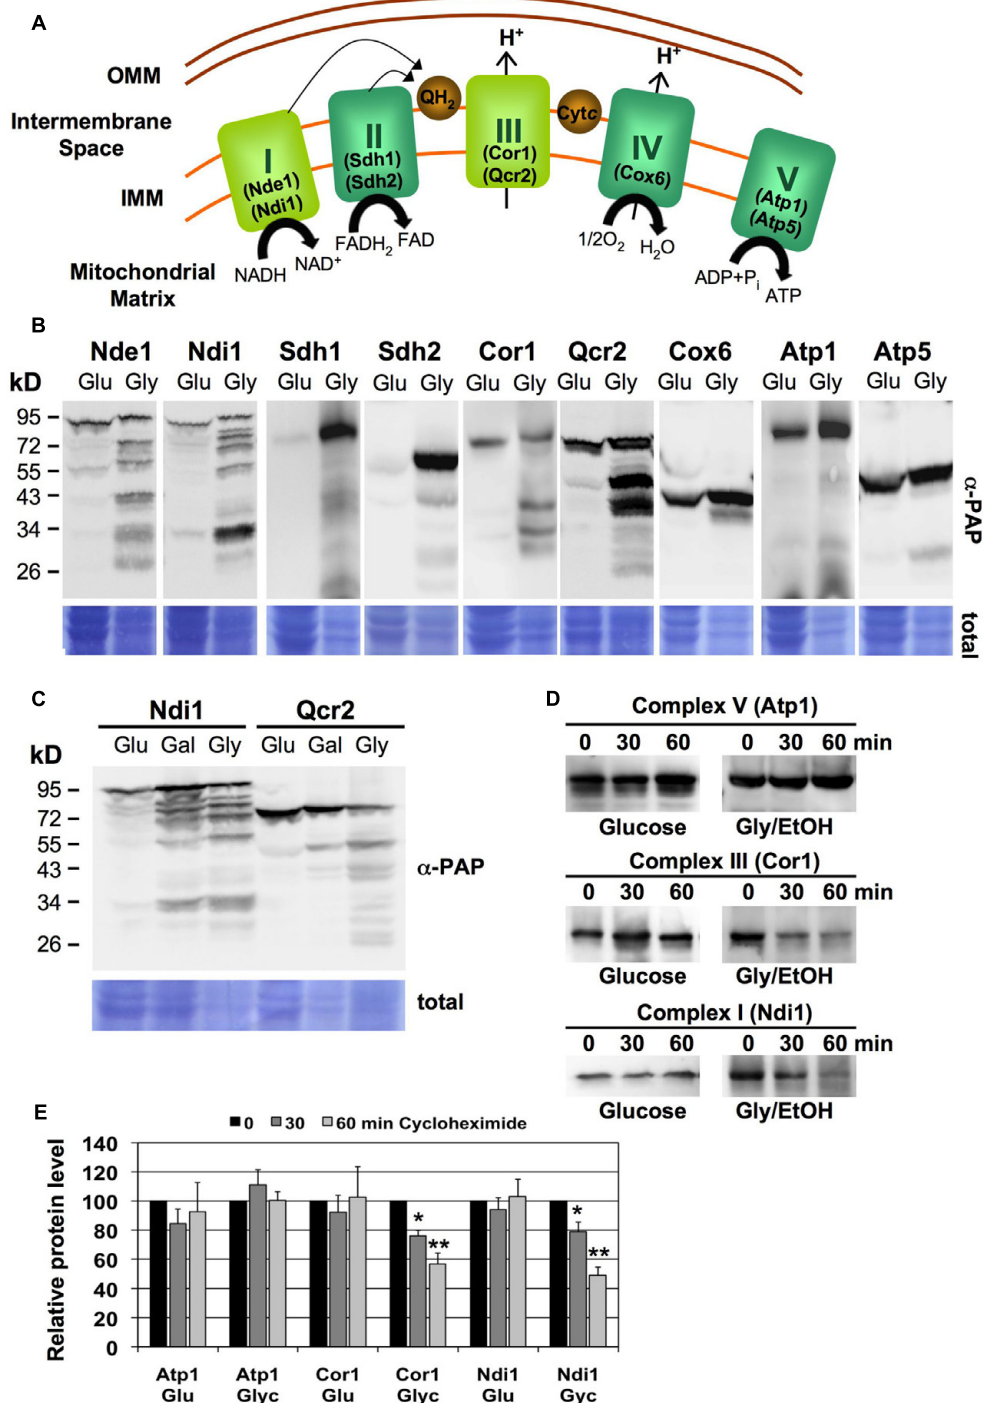 A
OMM
Intermembrane
Space
IMM
Mitochondrial
Matrix
H+
H+
QH2
Cytc
I
(Nde1)
(Ndi1)
II
(Sdh1)
(Sdh2)
III
(Cor1)
(Qcr2)
IV
(Cox6)
V
(Atp1)
(Atp5)
NADH
NAD+
FADH2
FAD
1/2O2
H2O
ADP+Pi
ATP
B
Nde1 Ndi1 Sdh1 Sdh2 Cor1 Qcr2 Cox6 Atp1 Atp5
kD Glu Gly Glu Gly Glu Gly Glu Gly Glu Gly Glu Gly Glu Gly Glu Gly Glu Gly
95
72
55
43
34
26
α-PAP
total
C
Ndi1 Qcr2
kD Glu Gal Gly Glu Gal Gly
95
72
55
43
34
26
α-PAP
total
D
Complex V (Atp1)
0 30 60 0 30 60 min
Glucose Gly/EtOH
Complex III (Cor1)
0 30 60 0 30 60 min
Glucose Gly/EtOH
Complex I (Ndi1)
0 30 60 0 30 60 min
Glucose Gly/EtOH
E
0 30 60 min Cycloheximide
Relative protein level
140
120
100
80
60
40
20
0
* ** * **
Atp1 Atp1 Cor1 Cor1 Ndi1 Ndi1
Glu Glyc Glu Glyc Glu Gyc